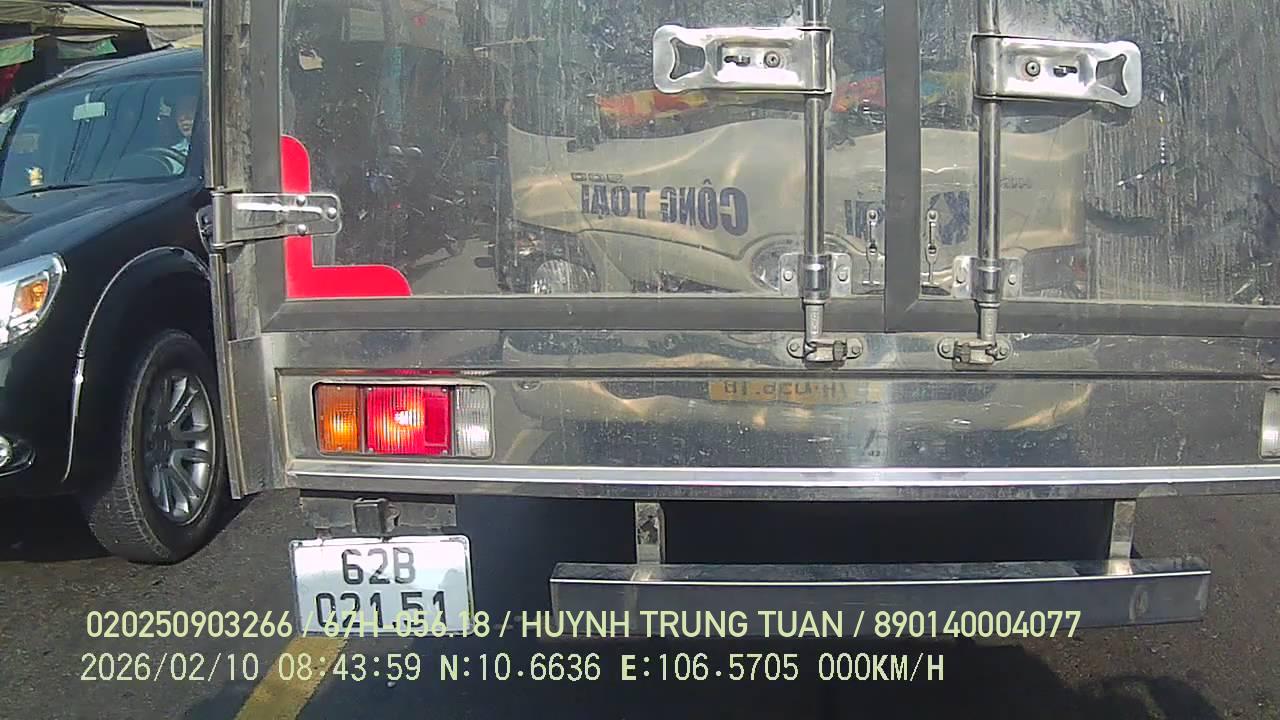 CÔNG TOẠI
KỲ
62B
021.51
020250903266 / 67H-056.18 / HUYNH TRUNG TUAN / 890140004077
2026/02/10 08:43:59 N:10.6636 E:106.5705 000KM/H